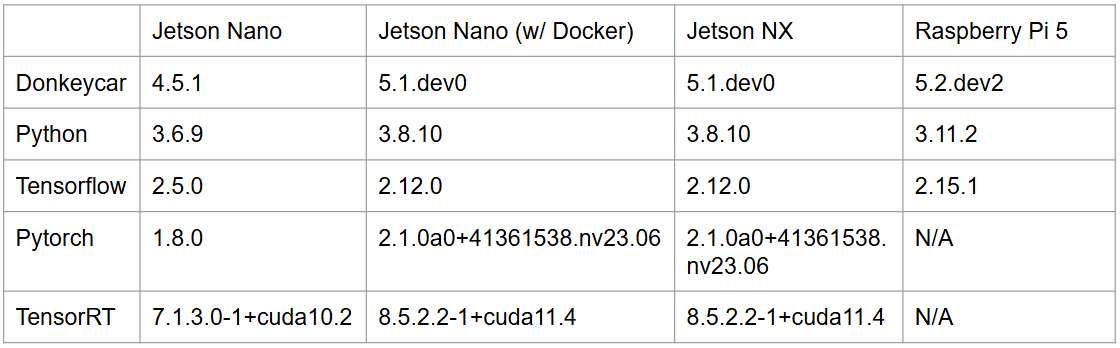 Jetson Nano Jetson Nano (w/ Docker) Jetson NX Raspberry Pi 5
Donkeycar 4.5.1 5.1.dev0 5.1.dev0 5.2.dev2
Python 3.6.9 3.8.10 3.8.10 3.11.2
Tensorflow 2.5.0 2.12.0 2.12.0 2.15.1
Pytorch 1.8.0 2.1.0a0+41361538.nv23.06 2.1.0a0+41361538. N/A
nv23.06
TensorRT 7.1.3.0-1+cuda10.2 8.5.2.2-1+cuda11.4 8.5.2.2-1+cuda11.4 N/A